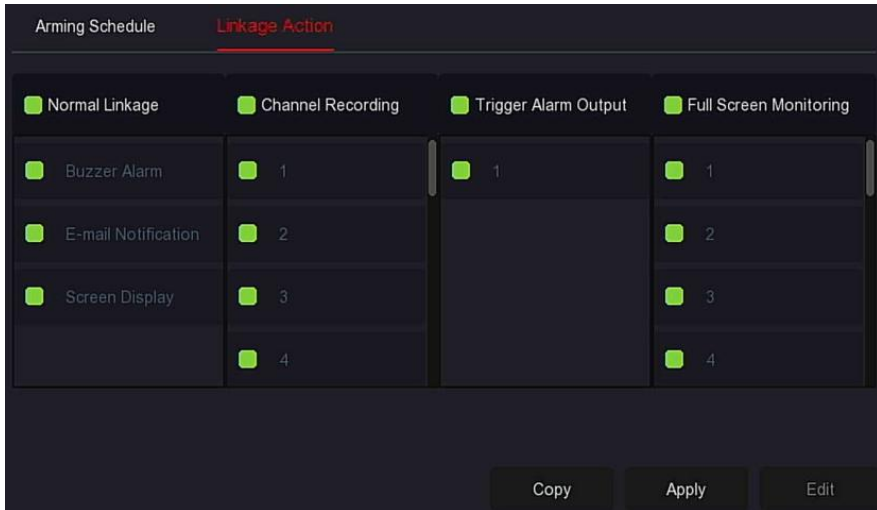 Arming Schedule Linkage Action
Normal Linkage Channel Recording Trigger Alarm Output Full Screen Monitoring
Buzzer Alarm 1 1 1
E-mail Notification 2 2
Screen Display 3 3
4 4
Copy Apply Edit